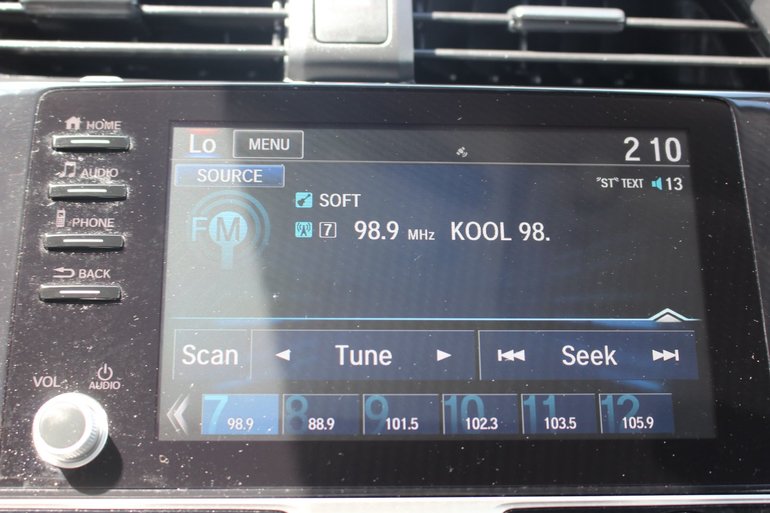 HOME
Lo MENU 2 10
SOURCE "ST" TEXT 13
AUDIO
SOFT
PHONE
FM 7 98.9 MHz KOOL 98.
BACK
Scan Tune Seek
VOL AUDIO
7 8 9 10 11 12
98.9 88.9 101.5 102.3 103.5 105.9